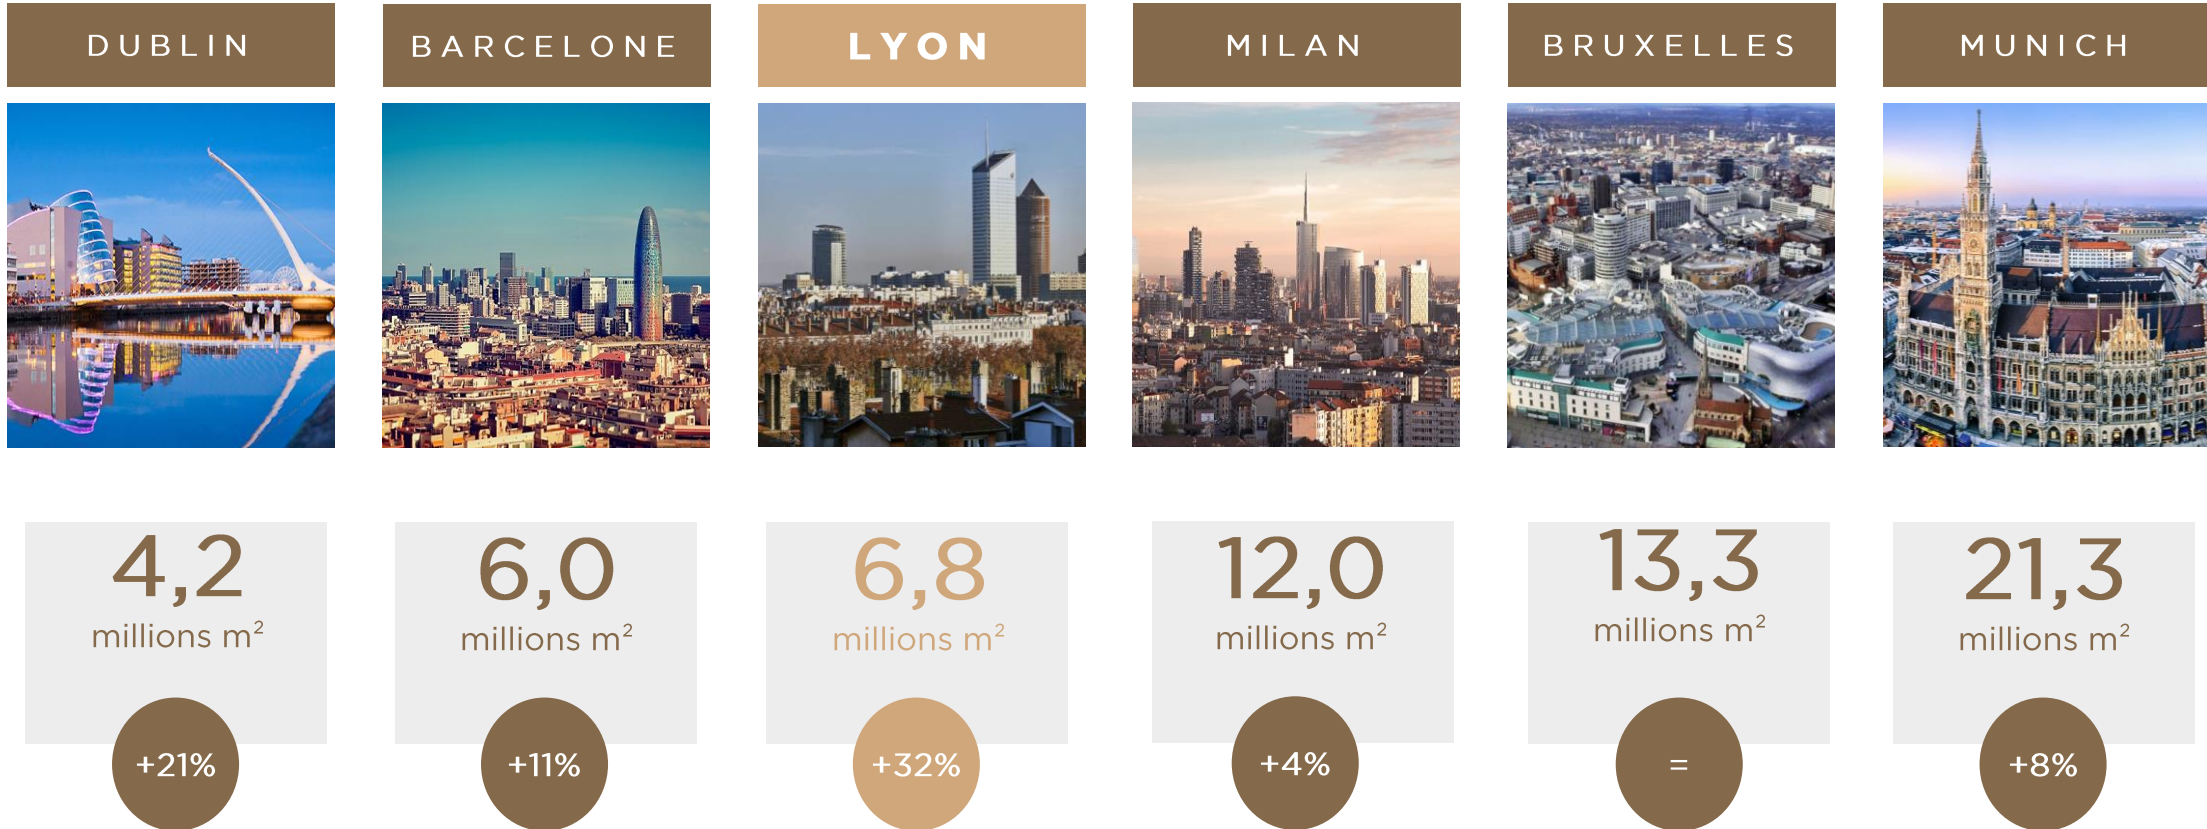 DUBLIN
BARCELONE
LYON
MILAN
BRUXELLES
MUNICH
4,2
millions m²
+21%
6,0
millions m²
+11%
6,8
millions m²
+32%
12,0
millions m²
+4%
13,3
millions m²
=
21,3
millions m²
+8%